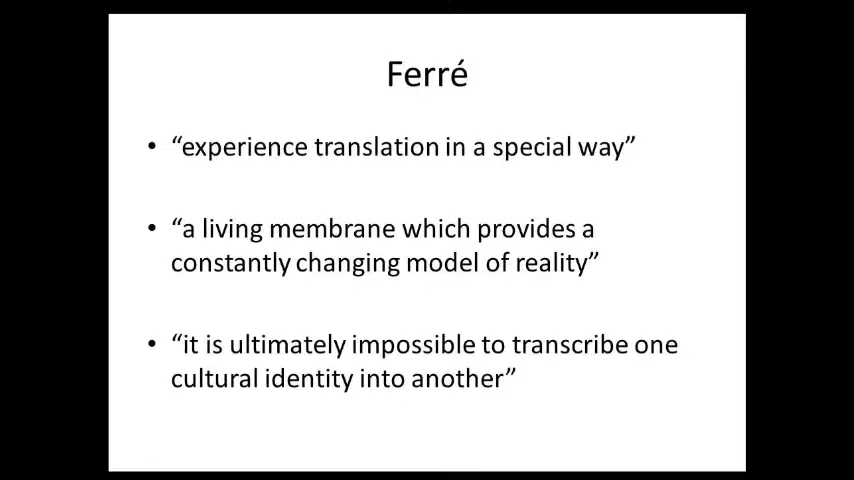 Ferré
• “experience translation in a special way”
• “a living membrane which provides a
constantly changing model of reality”
• “it is ultimately impossible to transcribe one
cultural identity into another”